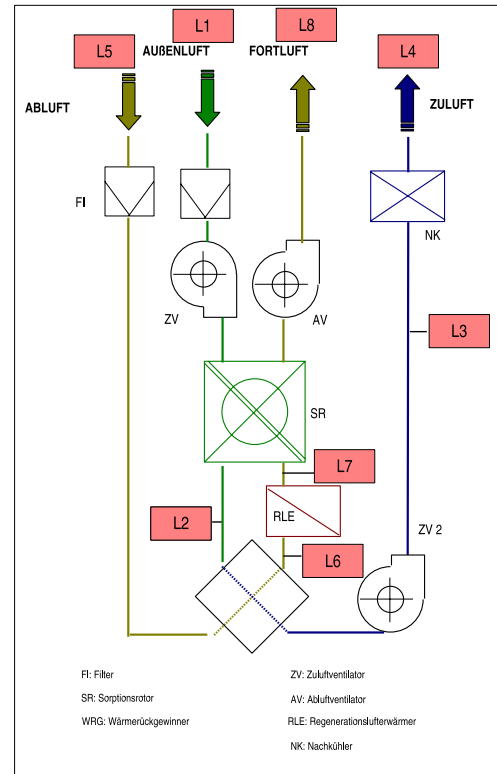 L1
L8
L5
AUßENLUFT
FORTLUFT
L4
ABLUFT
ZULUFT
FI
NK
ZV
AV
L3
SR
L7
L2
RLE
ZV 2
L6
FI: Filter
ZV: Zuluftventilator
SR: Sorptionsrotor
AV: Abluftventilator
WRG: Wärmerückgewinner
RLE: Regenerationslufterwärmer
NK: Nachkühler